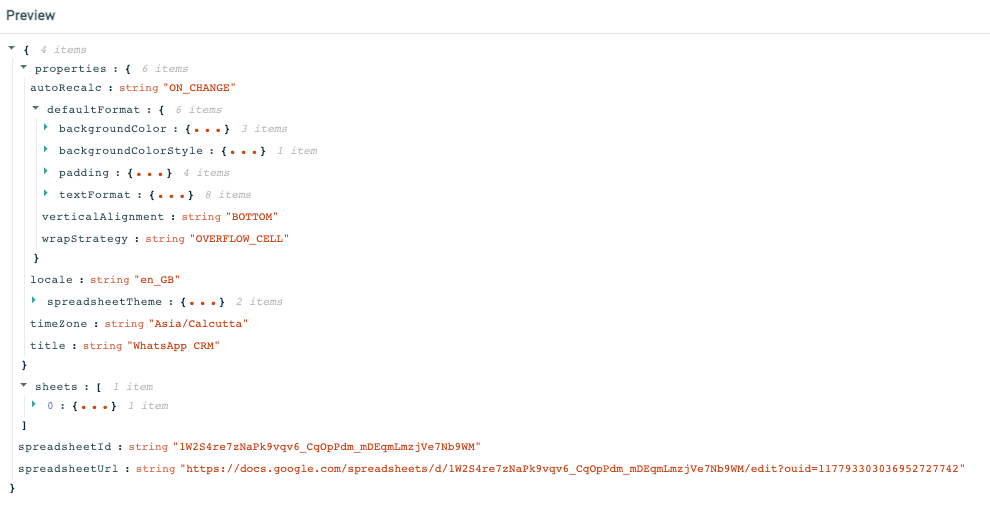 Preview
{ 4 items
properties : { 6 items
autoRecalc : string "ON_CHANGE"
defaultFormat : { 6 items
backgroundColor : {...} 3 items
backgroundColorStyle : {...} 1 item
padding : {...} 4 items
textFormat : {...} 8 items
verticalAlignment : string "BOTTOM"
wrapStrategy : string "OVERFLOW_CELL"
}
locale : string "en_GB"
spreadsheetTheme : {...} 2 items
timeZone : string "Asia/Calcutta"
title : string "WhatsApp CRM"
}
sheets : [ 1 item
0 : {...} 1 item
]
spreadsheetId : string "1W2S4re7zNaPk9vqv6_CqOpPdm_mDEqmLmzjVe7Nb9WM"
spreadsheetUrl : string "https://docs.google.com/spreadsheets/d/1W2S4re7zNaPk9vqv6_CqOpPdm_mDEqmLmzjVe7Nb9WM/edit?ouid=117793303036952727742"
}